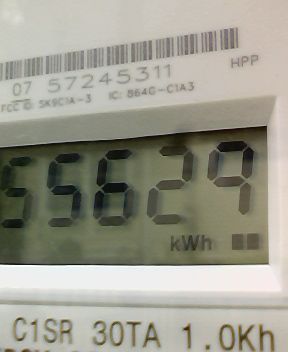 07 57245311
HPP
FCC ID: SK9C1A-3 IC: 864G-C1A3
55629
kWh
C1SR 30TA 1.0Kh